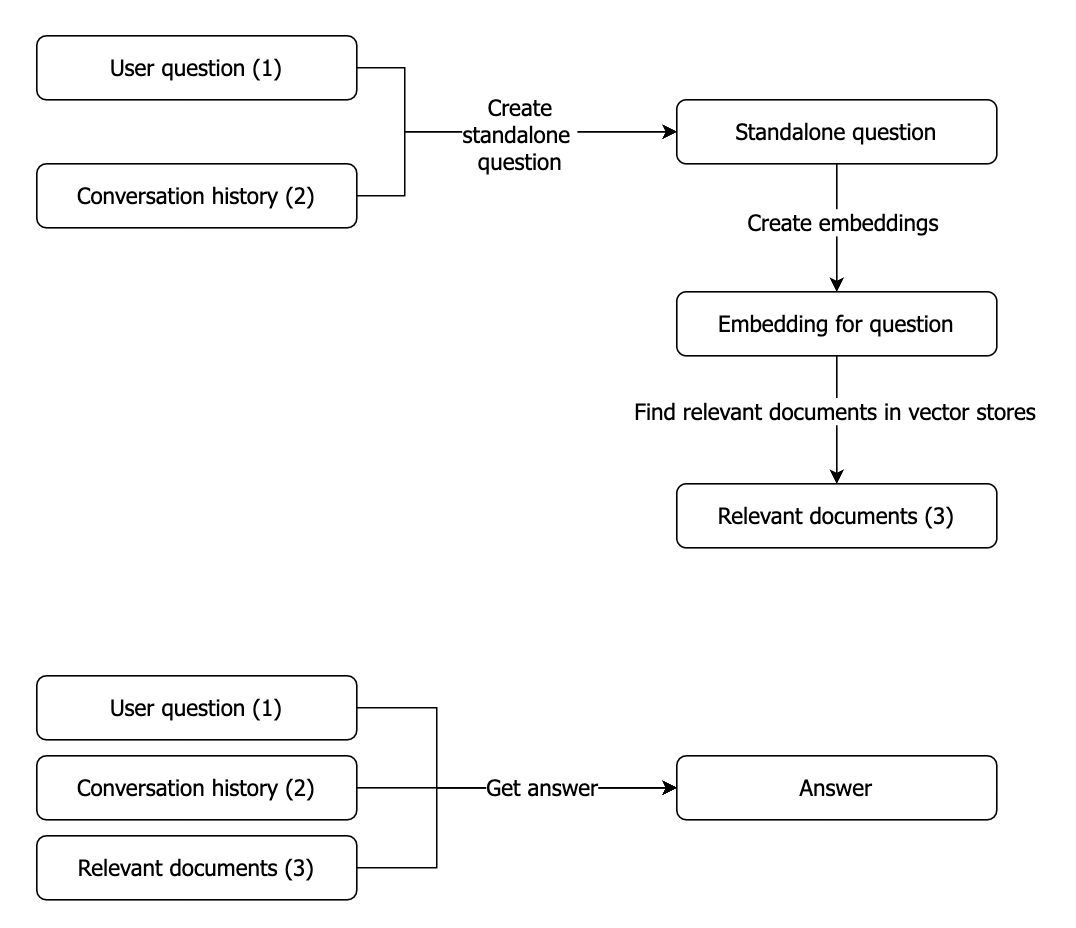 User question (1)
Conversation history (2)
Create
standalone
question
Standalone question
Create embeddings
Embedding for question
Find relevant documents in vector stores
Relevant documents (3)
User question (1)
Conversation history (2)
Relevant documents (3)
Get answer
Answer